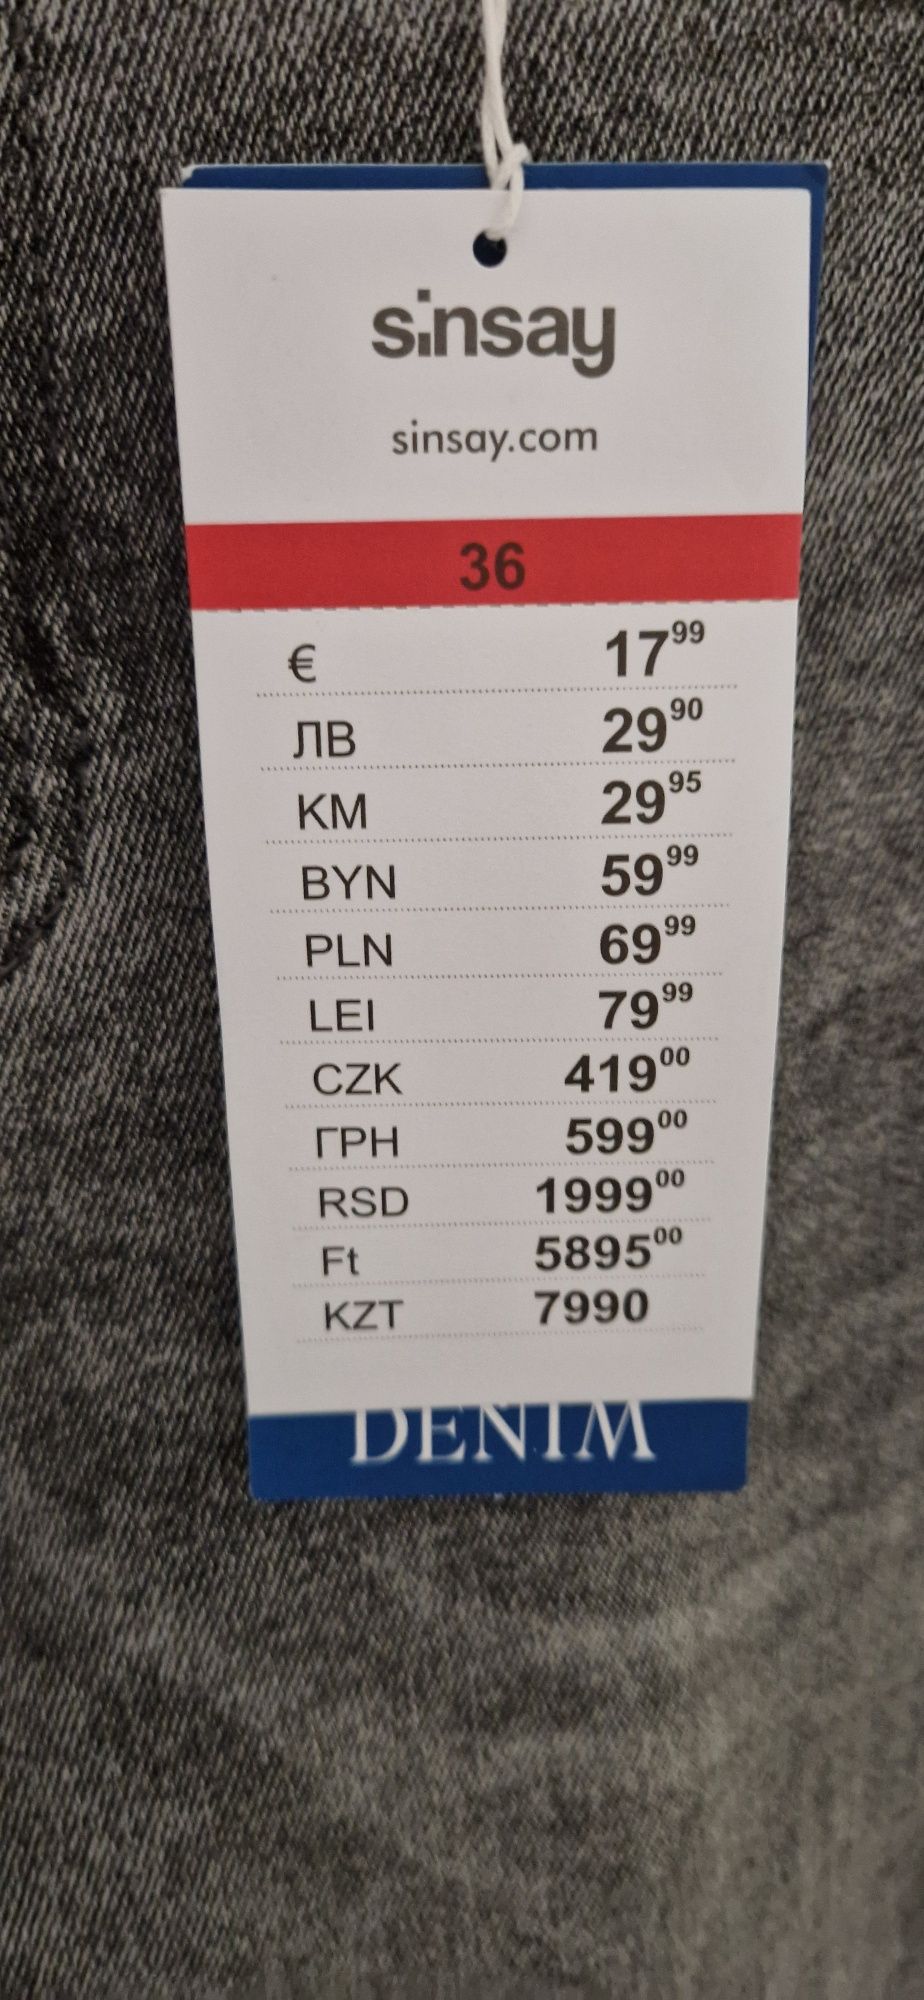 sinsay
sinsay.com
36
€ 17⁹⁹
ЛВ 29⁹⁰
KM 29⁹⁵
BYN 59⁹⁹
PLN 69⁹⁹
LEI 79⁹⁹
CZK 419⁰⁰
ГРН 599⁰⁰
RSD 1999⁰⁰
Ft 5895⁰⁰
KZT 7990
DENIM